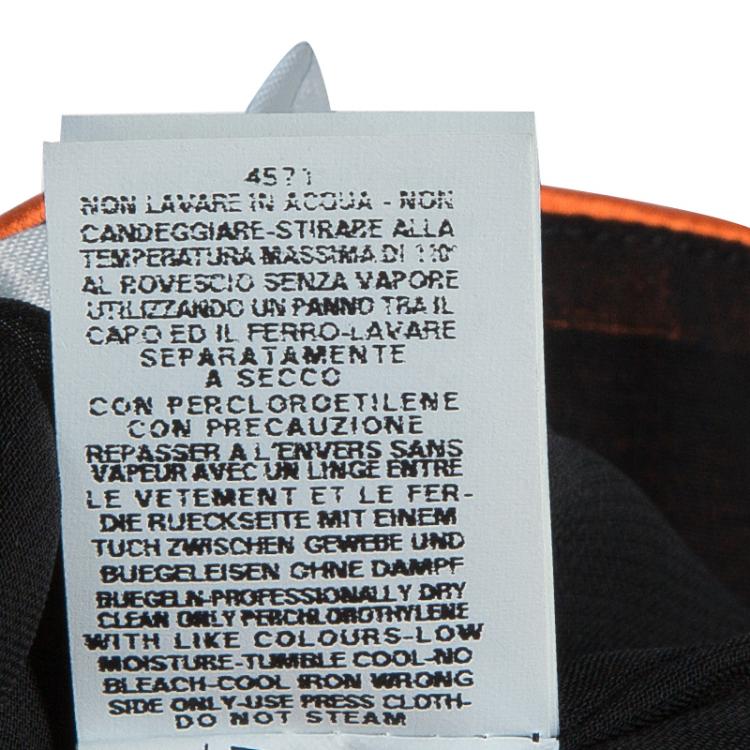 4571
NON LAVARE IN ACQUA - NON
CANDEGGIARE-STIRARE ALLA
TEMPERATURA MASSIMA DI 110°
AL ROVESCIO SENZA VAPORE
UTILIZZANDO UN PANNO TRA IL
CAPO ED IL FERRO-LAVARE
SEPARATAMENTE
A SECCO
CON PERCLOROETILENE
CON PRECAUZIONE
REPASSER A L'ENVERS SANS
VAPEUR AVEC UN LINGE ENTRE
LE VETEMENT ET LE FER-
DIE RUECKSEITE MIT EINEM
TUCH ZWISCHEN GEWEBE UND
BUEGELEISEN OHNE DAMPF
BUEGELN-PROFESSIONALLY DRY
CLEAN ONLY PERCHLOROTHYLENE
WITH LIKE COLOURS-LOW
MOISTURE-TUMBLE COOL-NO
BLEACH-COOL IRON WRONG
SIDE ONLY-USE PRESS CLOTH-
DO NOT STEAM